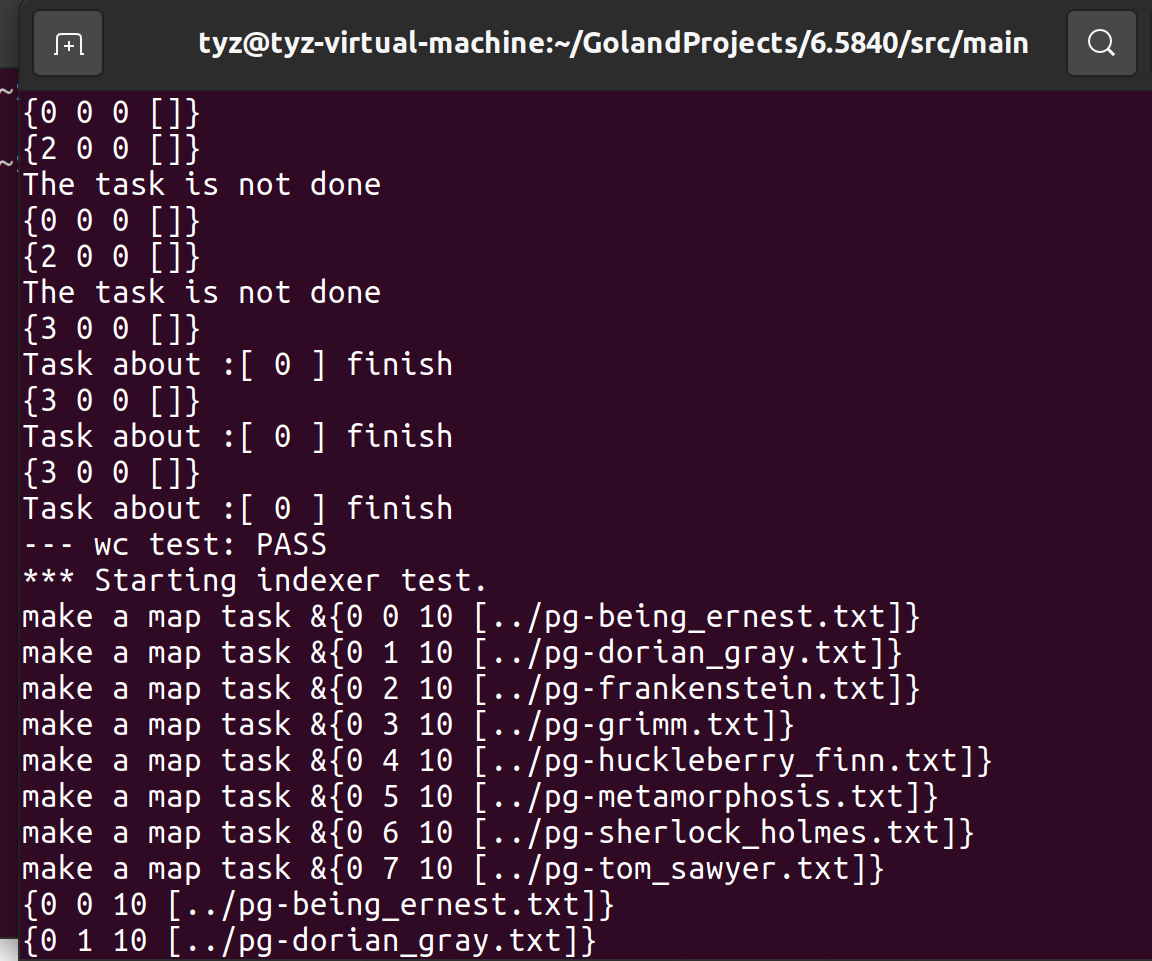 tyz@tyz-virtual-machine:~/GolandProjects/6.5840/src/main
{0 0 0 []}
{2 0 0 []}
The task is not done
{0 0 0 []}
{2 0 0 []}
The task is not done
{3 0 0 []}
Task about :[ 0 ] finish
{3 0 0 []}
Task about :[ 0 ] finish
{3 0 0 []}
Task about :[ 0 ] finish
--- wc test: PASS
*** Starting indexer test.
make a map task &{0 0 10 [../pg-being_ernest.txt]}
make a map task &{0 1 10 [../pg-dorian_gray.txt]}
make a map task &{0 2 10 [../pg-frankenstein.txt]}
make a map task &{0 3 10 [../pg-grimm.txt]}
make a map task &{0 4 10 [../pg-huckleberry_finn.txt]}
make a map task &{0 5 10 [../pg-metamorphosis.txt]}
make a map task &{0 6 10 [../pg-sherlock_holmes.txt]}
make a map task &{0 7 10 [../pg-tom_sawyer.txt]}
{0 0 10 [../pg-being_ernest.txt]}
{0 1 10 [../pg-dorian_gray.txt]}